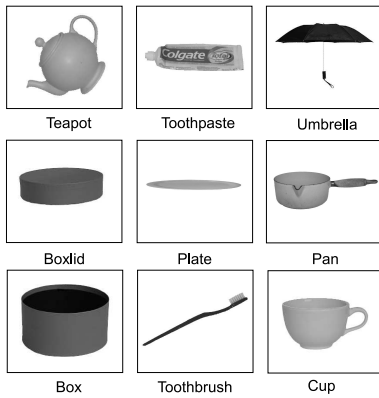 Colgate
Teapot
Toothpaste
Umbrella
Boxlid
Plate
Pan
Box
Toothbrush
Cup